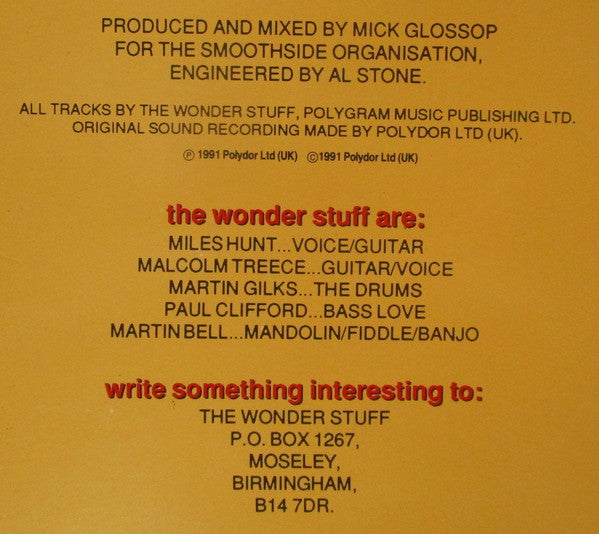 PRODUCED AND MIXED BY MICK GLOSSOP
FOR THE SMOOTHSIDE ORGANISATION,
ENGINEERED BY AL STONE.
ALL TRACKS BY THE WONDER STUFF, POLYGRAM MUSIC PUBLISHING LTD.
ORIGINAL SOUND RECORDING MADE BY POLYDOR LTD (UK).
℗ 1991 Polydor Ltd (UK) ©1991 Polydor Ltd (UK)
the wonder stuff are:
MILES HUNT...VOICE/GUITAR
MALCOLM TREECE...GUITAR/VOICE
MARTIN GILKS...THE DRUMS
PAUL CLIFFORD...BASS LOVE
MARTIN BELL...MANDOLIN/FIDDLE/BANJO
write something interesting to:
THE WONDER STUFF
P.O. BOX 1267,
MOSELEY,
BIRMINGHAM,
B14 7DR.